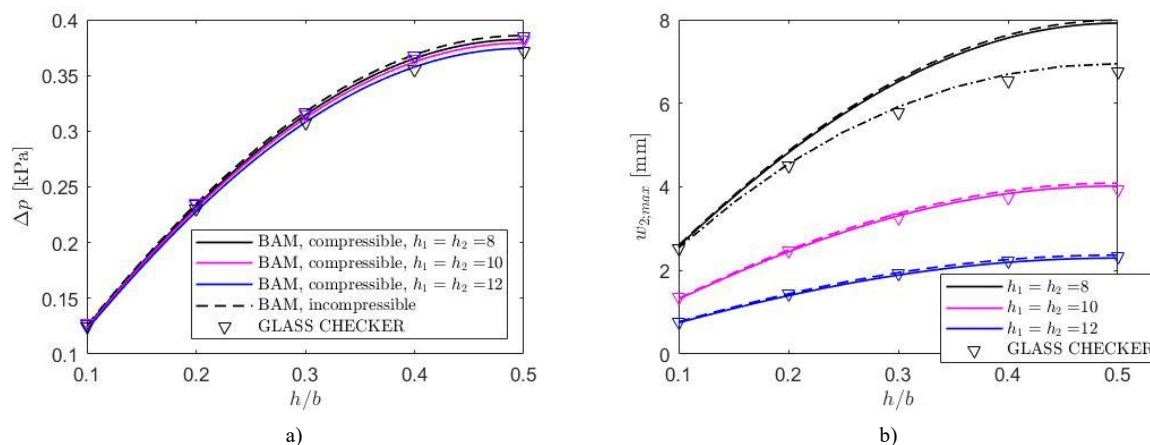 0.4
0.35
0.3
0.25
0.2
0.15
0.1
Δp [kPa]
BAM, compressible, h₁ = h₂ =8
BAM, compressible, h₁ = h₂ =10
BAM, compressible, h₁ = h₂ =12
BAM, incompressible
GLASS CHECKER
0.1 0.2 0.3 0.4 0.5
h/b
a)
8
6
4
2
0
w₂;ₘₐₓ [mm]
h₁ = h₂ =8
h₁ = h₂ =10
h₁ = h₂ =12
GLASS CHECKER
0.1 0.2 0.3 0.4 0.5
h/b
b)